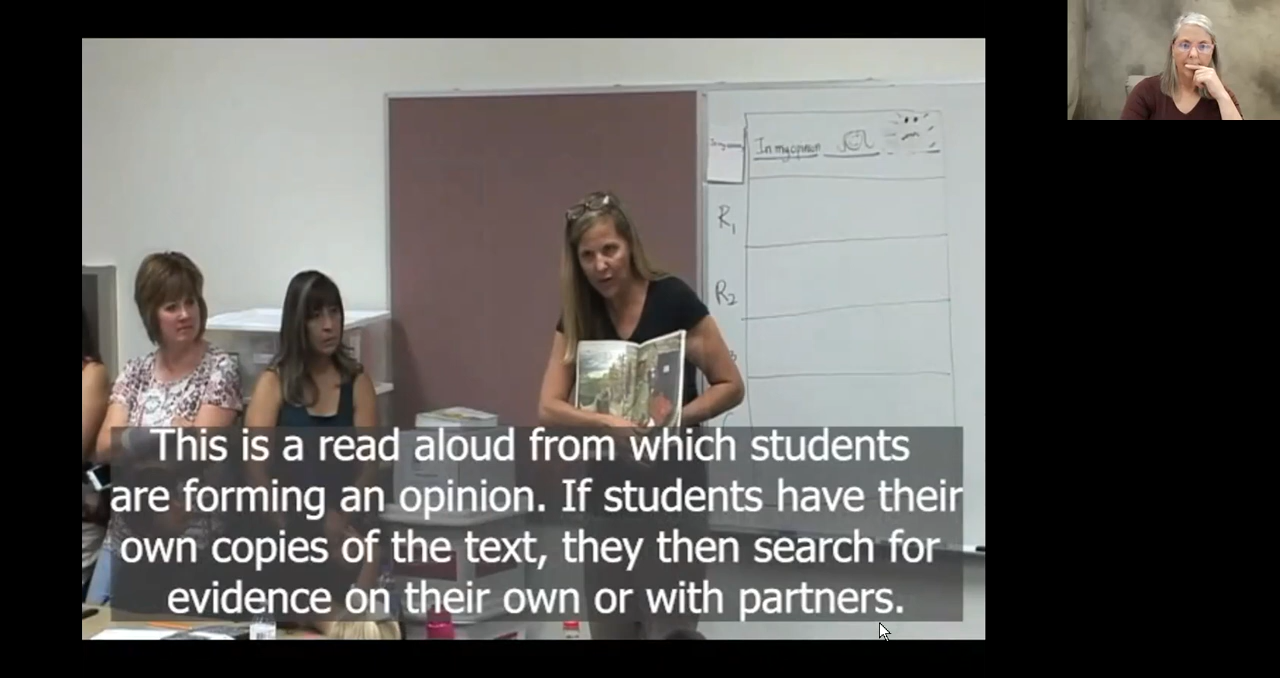 In my opinion
R1
R2
This is a read aloud from which students
are forming an opinion. If students have their
own copies of the text, they then search for
evidence on their own or with partners.